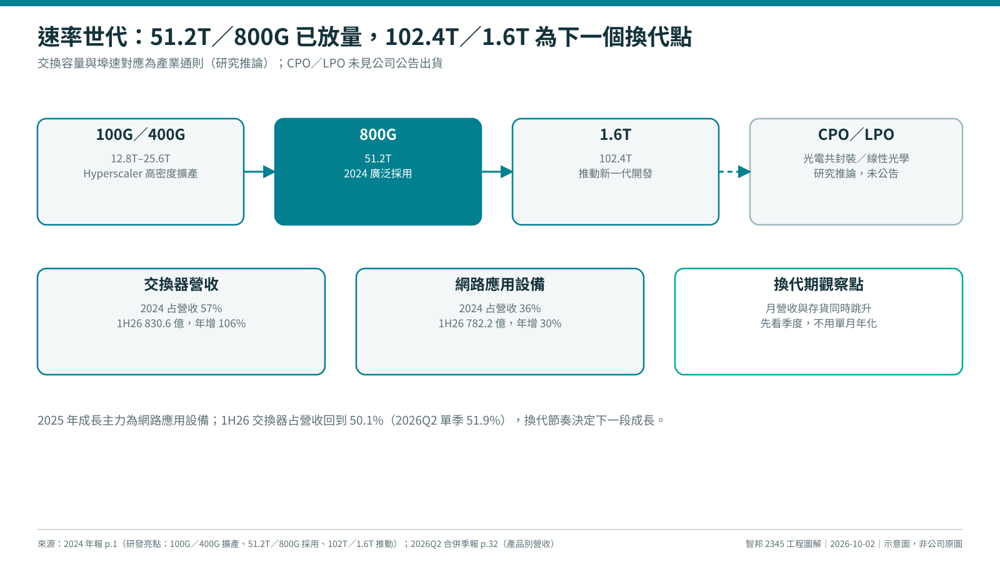 速率世代：51.2T／800G 已放量，102.4T／1.6T 為下一個換代點
交換容量與埠速對應為產業通則（研究推論）；CPO／LPO 未見公司公告出貨
100G／400G
12.8T–25.6T
Hyperscaler 高密度擴產
800G
51.2T
2024 廣泛採用
1.6T
102.4T
推動新一代開發
CPO／LPO
光電共封裝／線性光學
研究推論，未公告
交換器營收
2024 占營收 57%
1H26 830.6 億，年增 106%
網路應用設備
2024 占營收 36%
1H26 782.2 億，年增 30%
換代期觀察點
月營收與存貨同時跳升
先看季度，不用單月年化
2025 年成長主力為網路應用設備；1H26 交換器占營收回到 50.1%（2026Q2 單季 51.9%），換代節奏決定下一段成長。
來源：2024 年報 p.1（研發亮點：100G／400G 擴產、51.2T／800G 採用、102T／1.6T 推動）；2026Q2 合併季報 p.32（產品別營收）
智邦 2345 工程圖解｜2026-10-02｜示意圖，非公司原圖